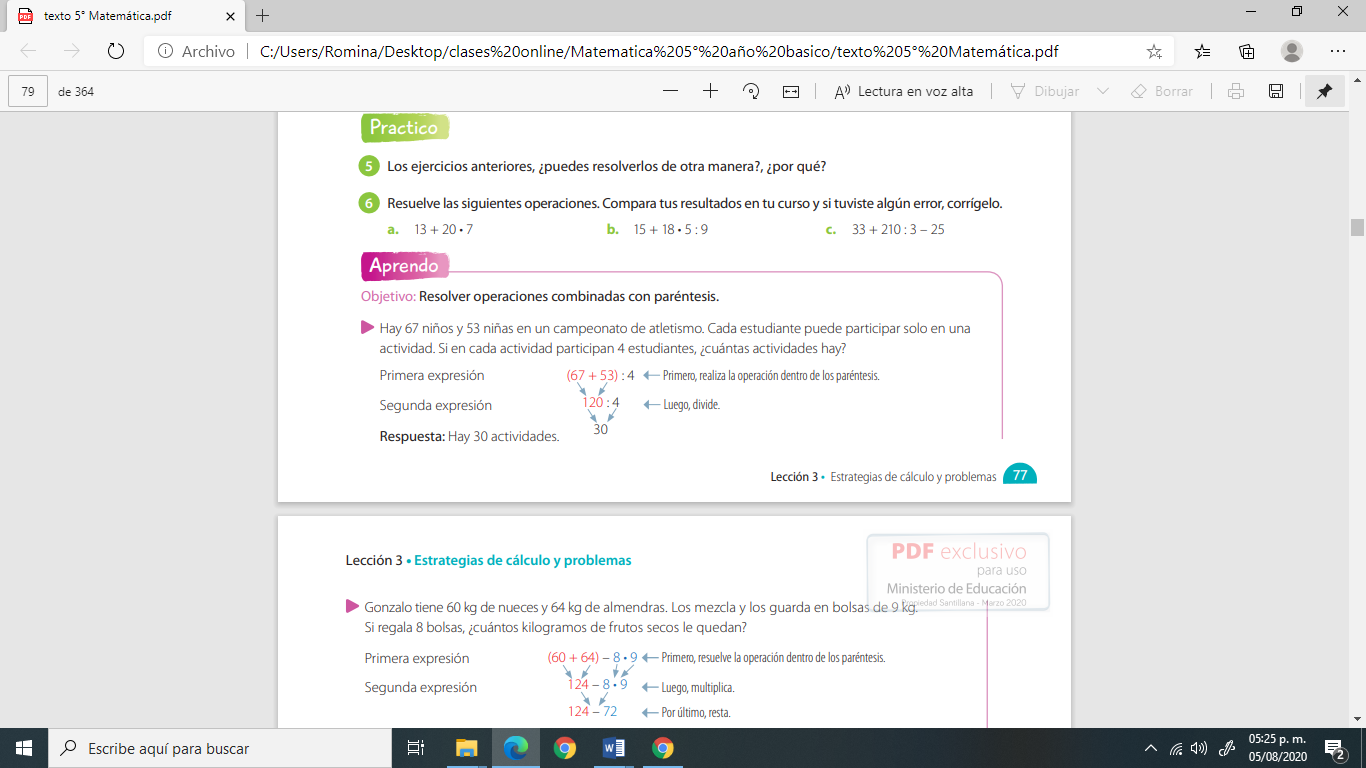 texto 5° Matemática.pdf
Archivo
C:/Users/Romina/Desktop/clases%20online/Matematica%205°%20año%20basico/texto%205°%20Matemática.pdf
79 de 364
Lectura en voz alta
Dibujar
Borrar
Practico
5 Los ejercicios anteriores, ¿puedes resolverlos de otra manera?, ¿por qué?
6 Resuelve las siguientes operaciones. Compara tus resultados en tu curso y si tuviste algún error, corrígelo.
a. 13 + 20 • 7 b. 15 + 18 • 5 : 9 c. 33 + 210 : 3 – 25
Aprendo
Objetivo: Resolver operaciones combinadas con paréntesis.
Hay 67 niños y 53 niñas en un campeonato de atletismo. Cada estudiante puede participar solo en una
actividad. Si en cada actividad participan 4 estudiantes, ¿cuántas actividades hay?
Primera expresión (67 + 53) : 4 ← Primero, realiza la operación dentro de los paréntesis.
Segunda expresión 120 : 4 ← Luego, divide.
30
Respuesta: Hay 30 actividades.
Lección 3 • Estrategias de cálculo y problemas 77
Lección 3 • Estrategias de cálculo y problemas
PDF exclusivo
para uso
Ministerio de Educación
Propiedad Santillana - Marzo 2020
Gonzalo tiene 60 kg de nueces y 64 kg de almendras. Los mezcla y los guarda en bolsas de 9 kg.
Si regala 8 bolsas, ¿cuántos kilogramos de frutos secos le quedan?
Primera expresión (60 + 64) – 8 • 9 ← Primero, resuelve la operación dentro de los paréntesis.
Segunda expresión 124 – 8 • 9 ← Luego, multiplica.
124 – 72 ← Por último, resta.
Escribe aquí para buscar
05:25 p. m.
05/08/2020
2